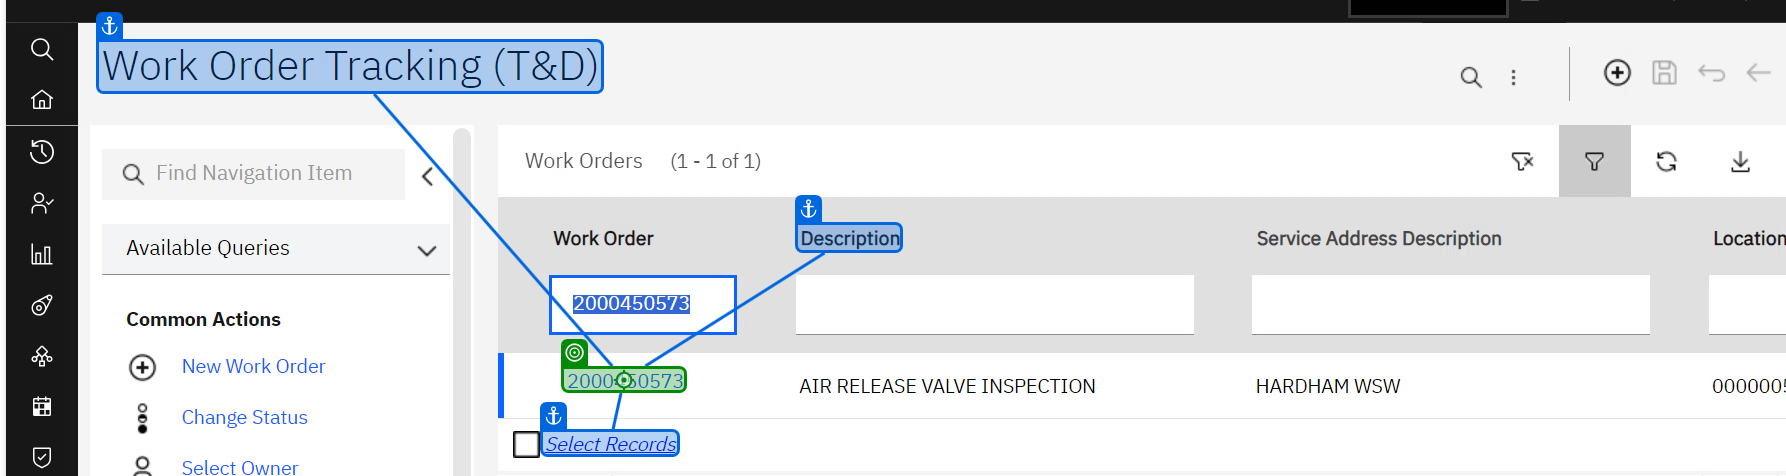 Work Order Tracking (T&D)
Find Navigation Item
Available Queries
Common Actions
New Work Order
Change Status
Select Owner
Work Orders (1 - 1 of 1)
Work Order Description Service Address Description Location
2000450573
2000450573 AIR RELEASE VALVE INSPECTION HARDHAM WSW
Select Records